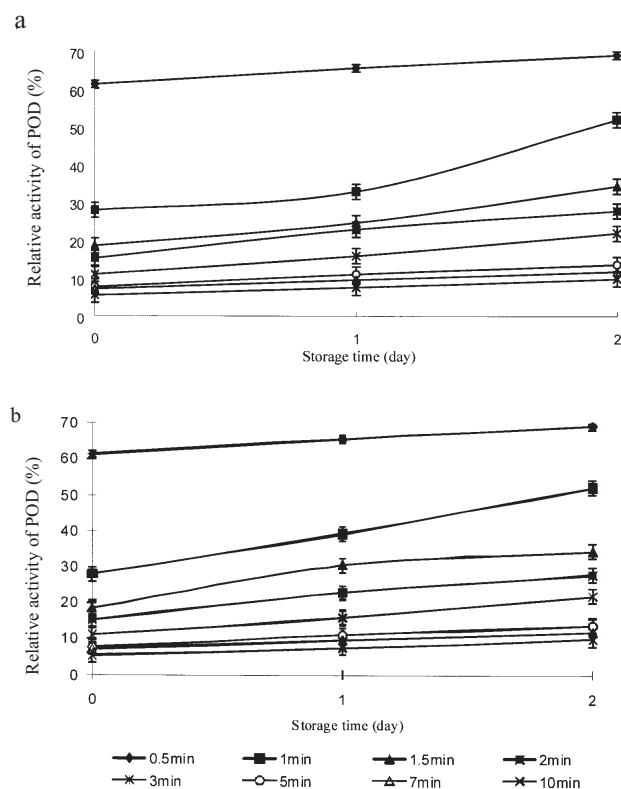 a
Relative activity of POD (%)
70
60
50
40
30
20
10
0
0 1 2
Storage time (day)
b
Relative activity of POD (%)
70
60
50
40
30
20
10
0
0 1 2
Storage time (day)
0.5min 1min 1.5min 2min
3min 5min 7min 10min